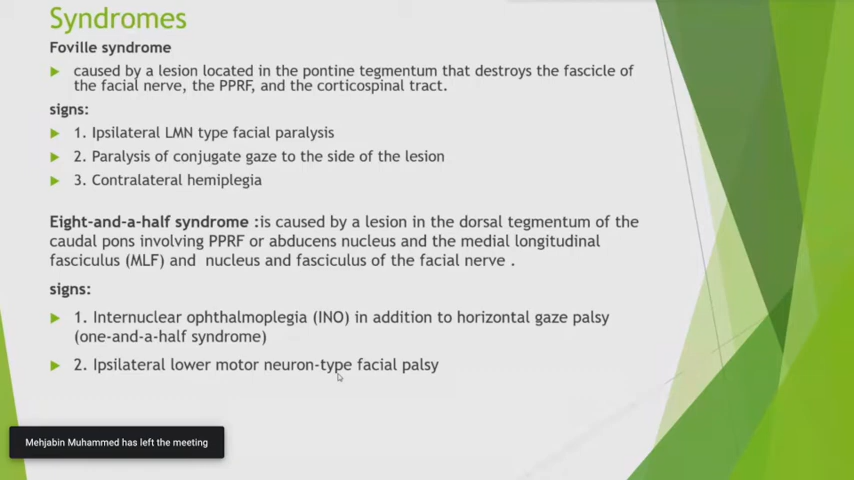 Syndromes
Foville syndrome
caused by a lesion located in the pontine tegmentum that destroys the fascicle of
the facial nerve, the PPRF, and the corticospinal tract.
signs:
1. Ipsilateral LMN type facial paralysis
2. Paralysis of conjugate gaze to the side of the lesion
3. Contralateral hemiplegia
Eight-and-a-half syndrome :is caused by a lesion in the dorsal tegmentum of the
caudal pons involving PPRF or abducens nucleus and the medial longitudinal
fasciculus (MLF) and nucleus and fasciculus of the facial nerve .
signs:
1. Internuclear ophthalmoplegia (INO) in addition to horizontal gaze palsy
(one-and-a-half syndrome)
2. Ipsilateral lower motor neuron-type facial palsy
Mehjabin Muhammed has left the meeting